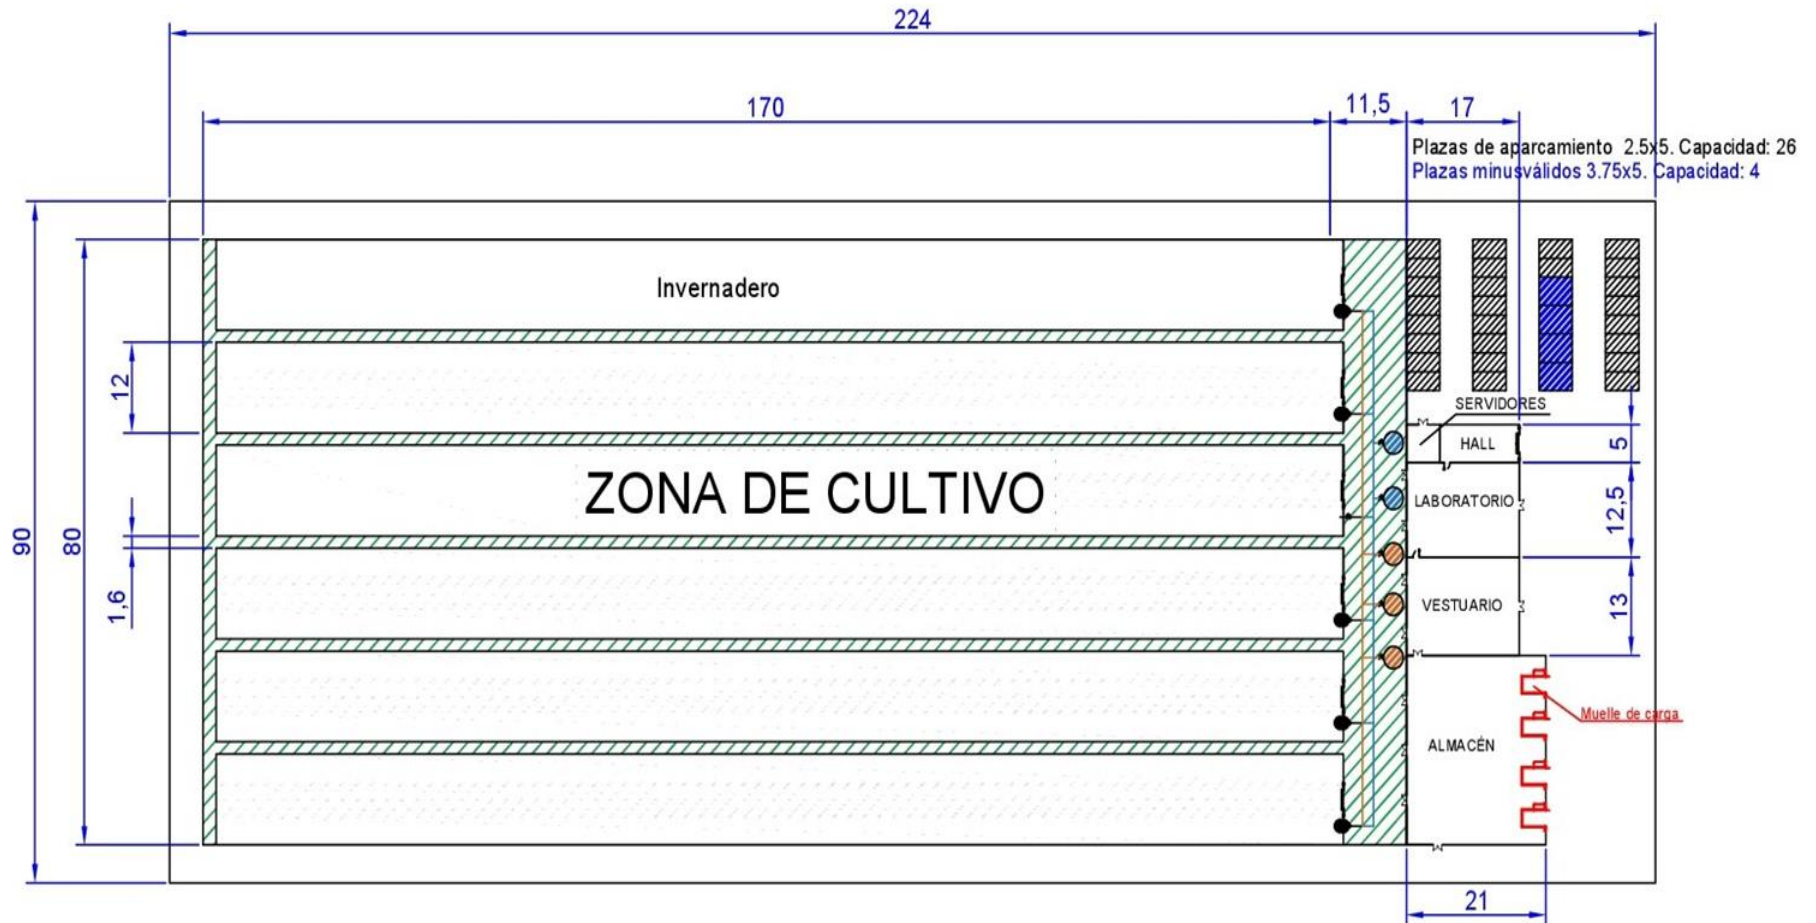 224
170
11,5
17
Plazas de aparcamiento 2.5x5. Capacidad: 26
Plazas minusválidos 3.75x5. Capacidad: 4
Invernadero
12
SERVIDORES
HALL
5
ZONA DE CULTIVO
LABORATORIO
12,5
90
80
1,6
VESTUARIO
13
Muelle de carga
ALMACÉN
21